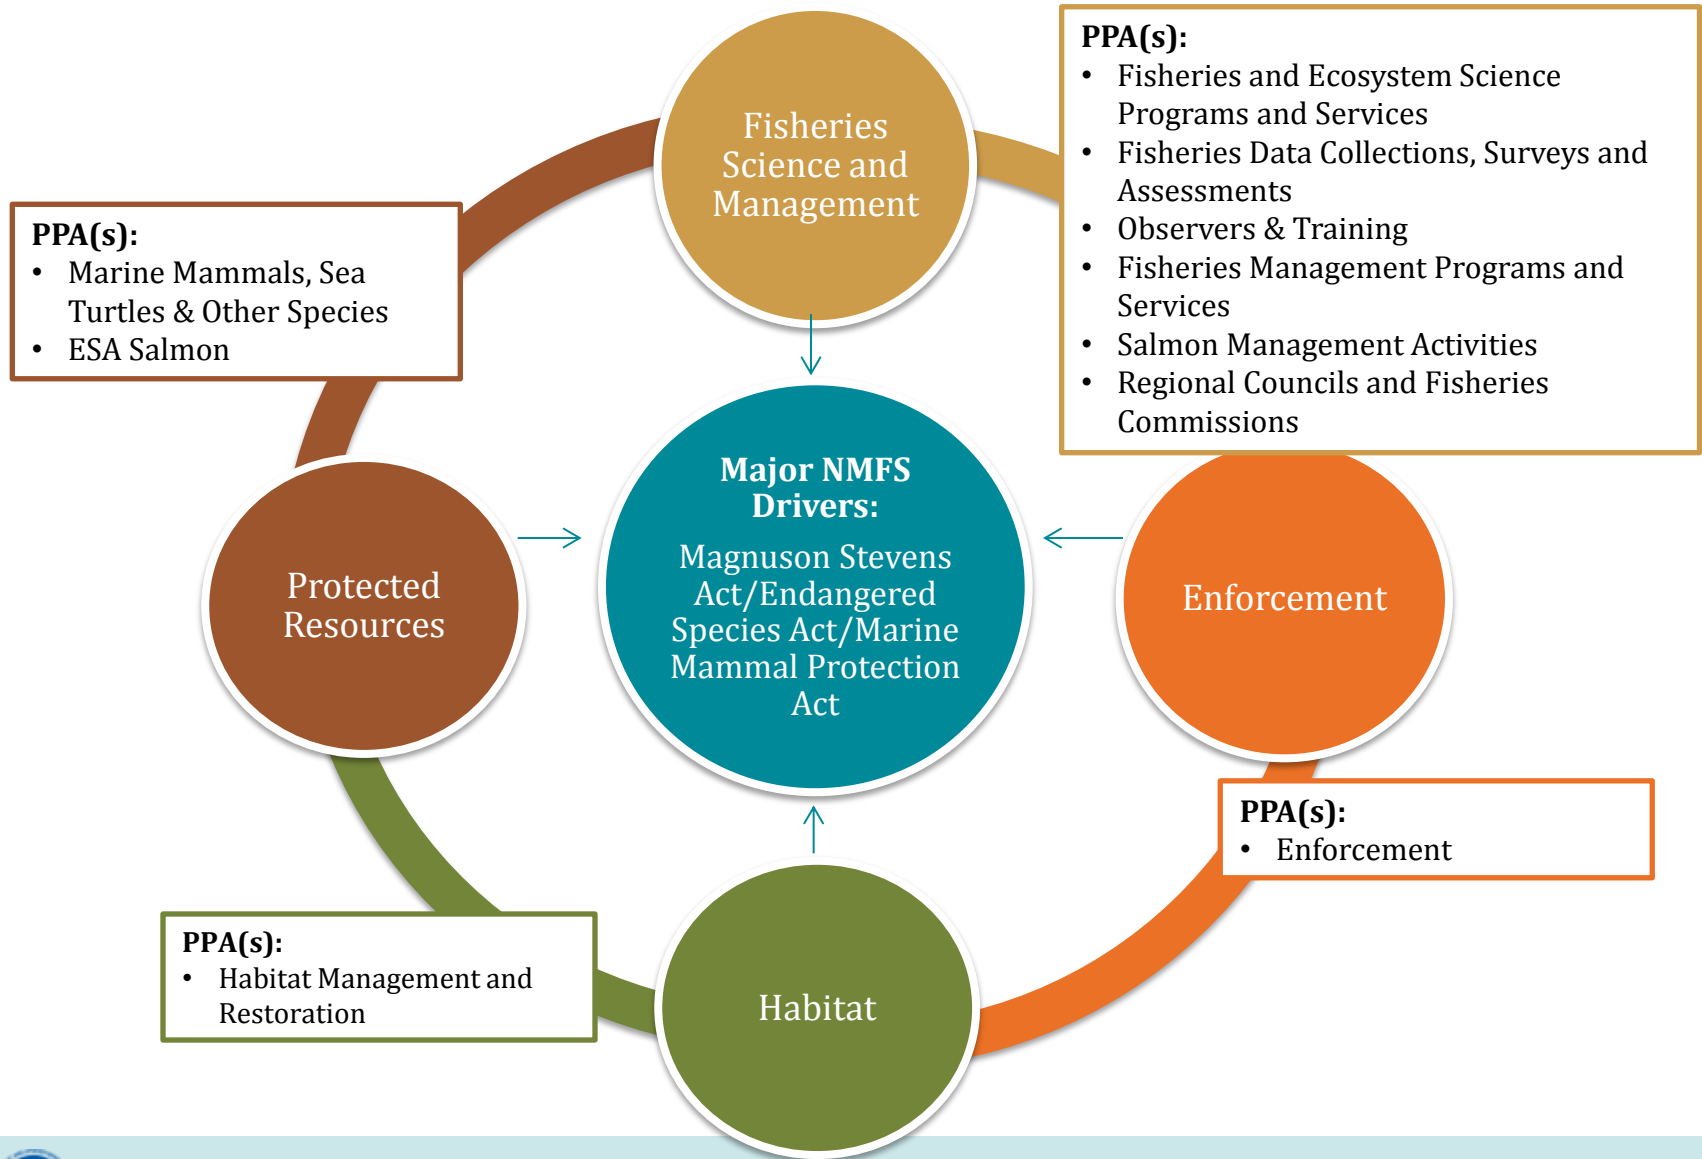 Fisheries
Science and
Management
PPA(s):
• Fisheries and Ecosystem Science
Programs and Services
• Fisheries Data Collections, Surveys and
Assessments
• Observers & Training
• Fisheries Management Programs and
Services
• Salmon Management Activities
• Regional Councils and Fisheries
Commissions
PPA(s):
• Marine Mammals, Sea
Turtles & Other Species
• ESA Salmon
Protected
Resources
Major NMFS
Drivers:
Magnuson Stevens
Act/Endangered
Species Act/Marine
Mammal Protection
Act
Enforcement
PPA(s):
• Enforcement
PPA(s):
• Habitat Management and
Restoration
Habitat